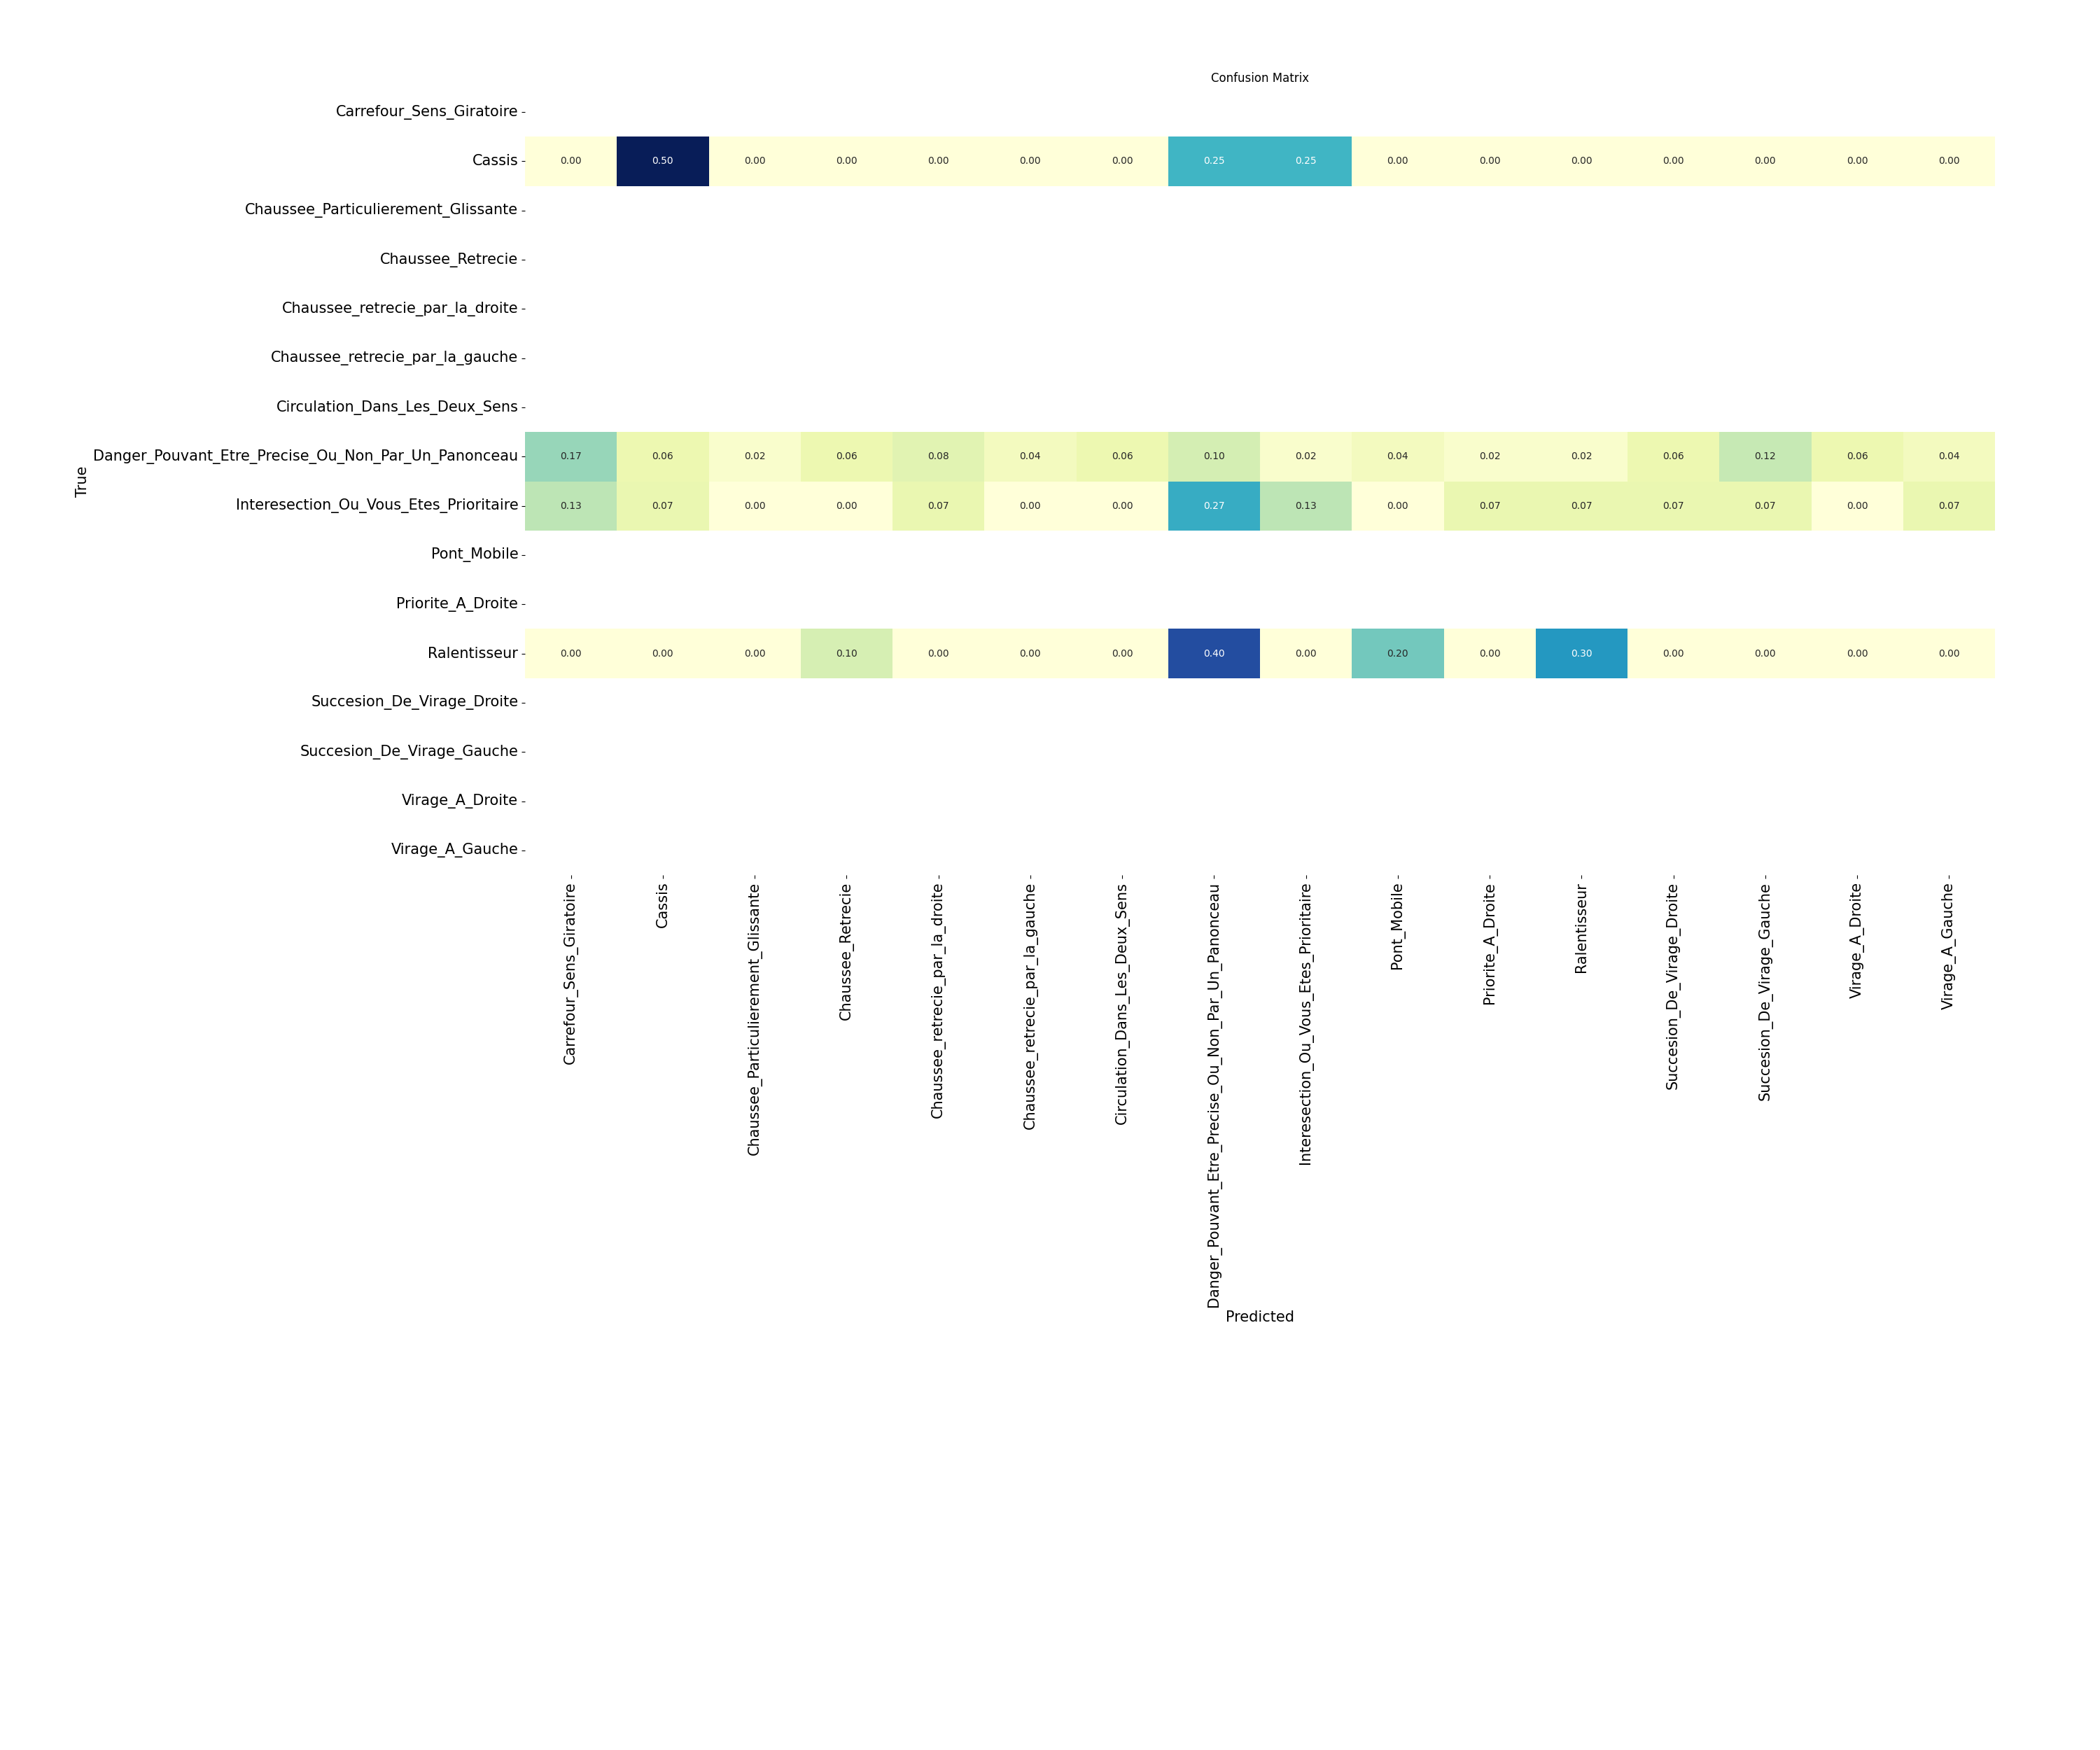 Confusion Matrix
Carrefour_Sens_Giratoire
Cassis
0.00 0.50 0.00 0.00 0.00 0.00 0.00 0.25 0.25 0.00 0.00 0.00 0.00 0.00 0.00 0.00
Chaussee_Particulierement_Glissante
Chaussee_Retrecie
Chaussee_retrecie_par_la_droite
Chaussee_retrecie_par_la_gauche
Circulation_Dans_Les_Deux_Sens
Danger_Pouvant_Etre_Precise_Ou_Non_Par_Un_Panonceau
0.17 0.06 0.02 0.06 0.08 0.04 0.06 0.10 0.02 0.04 0.02 0.02 0.06 0.12 0.06 0.04
True
Interesection_Ou_Vous_Etes_Prioritaire
0.13 0.07 0.00 0.00 0.07 0.00 0.00 0.27 0.13 0.00 0.07 0.07 0.07 0.07 0.00 0.07
Pont_Mobile
Priorite_A_Droite
Ralentisseur
0.00 0.00 0.00 0.10 0.00 0.00 0.00 0.40 0.00 0.20 0.00 0.30 0.00 0.00 0.00 0.00
Succesion_De_Virage_Droite
Succesion_De_Virage_Gauche
Virage_A_Droite
Virage_A_Gauche
Carrefour_Sens_Giratoire
Cassis
Chaussee_Particulierement_Glissante
Chaussee_Retrecie
Chaussee_retrecie_par_la_droite
Chaussee_retrecie_par_la_gauche
Circulation_Dans_Les_Deux_Sens
Danger_Pouvant_Etre_Precise_Ou_Non_Par_Un_Panonceau
Interesection_Ou_Vous_Etes_Prioritaire
Pont_Mobile
Priorite_A_Droite
Ralentisseur
Succesion_De_Virage_Droite
Succesion_De_Virage_Gauche
Virage_A_Droite
Virage_A_Gauche
Predicted